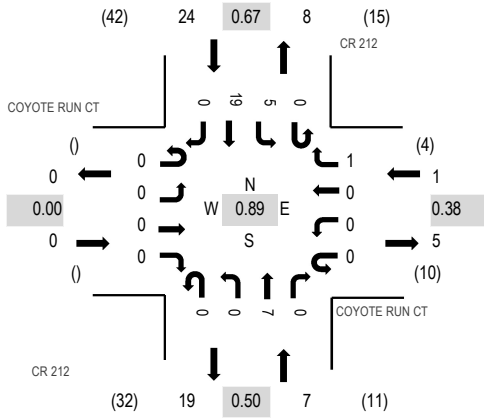 (42) 24 0.67 8 (15)
CR 212
COYOTE RUN CT
0 19 5 0
() 0 1 (4)
0 0 0 1
0.00 N 0.38
W 0.89 E
0 0 S 0 5
() 0 0 (10)
0 0 7 0
COYOTE RUN CT
CR 212
(32) 19 0.50 7 (11)